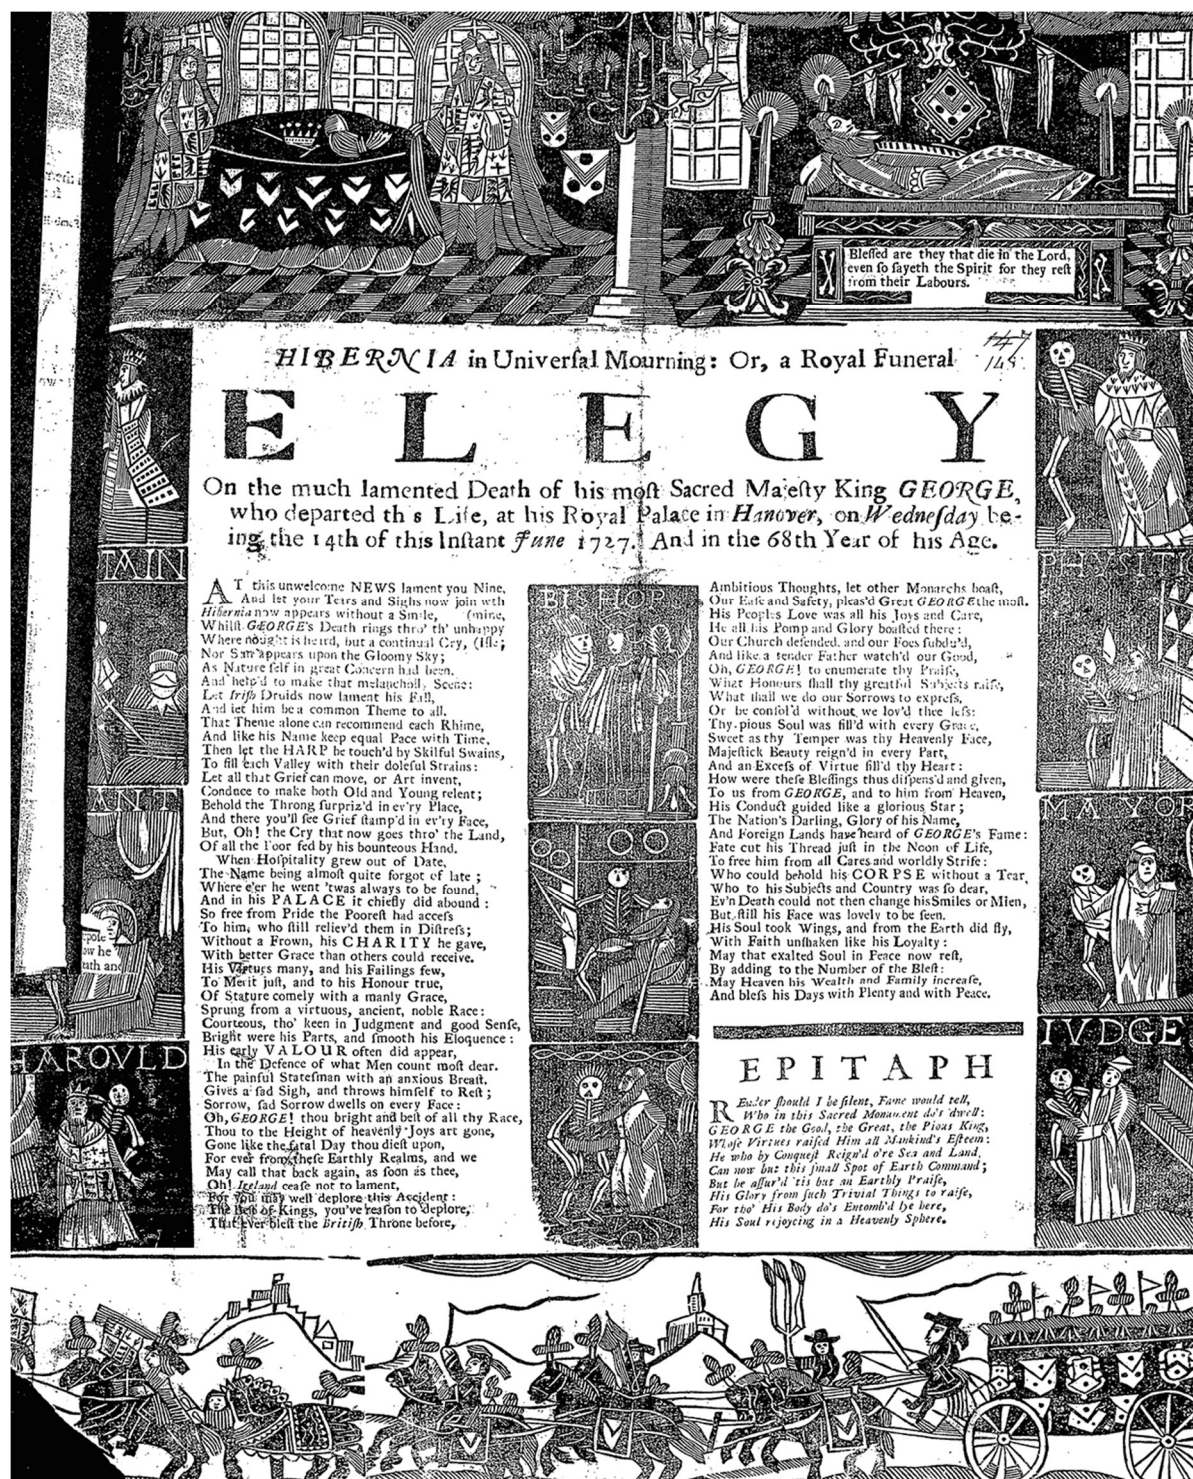 Blessed are they that die in the Lord,
even so sayeth the Spirit for they rest
from their Labours.
HIBERNIA in Universal Mourning: Or, a Royal Funeral
145
ELEGY
On the much lamented Death of his most Sacred Majesty King GEORGE,
who departed th s Life, at his Royal Palace in Hanover, on Wednesday be-
ing the 14th of this Instant June 1727. And in the 68th Year of his Age.
AT this unwelcome NEWS lament you Nine,
And let your Tears and Sighs now join wth
Hibernia now appears without a Smile, (mine,
Whilst GEORGE's Death rings thro' th' unhappy
Where nought is heard, but a continual Cry, (Isle;
Nor Star appears upon the Gloomy Sky;
As Nature self in great Concern had been,
And help'd to make that melancholly Scene:
Let Irish Druids now lament his Fall,
And let him be a common Theme to all.
That Theme alone can recommend each Rhime,
And like his Name keep equal Pace with Time,
Then let the HARP be touch'd by Skilful Swains,
To fill each Valley with their doleful Strains:
Let all that Grief can move, or Art invent,
Conduce to make both Old and Young relent;
Behold the Throng surpriz'd in ev'ry Place,
And there you'll see Grief stamp'd in ev'ry Face,
But, Oh! the Cry that now goes thro' the Land,
Of all the Poor fed by his bounteous Hand.
When Hospitality grew out of Date,
The Name being almost quite forgot of late;
Where e'er he went 'twas always to be found,
And in his PALACE it chiefly did abound:
So free from Pride the Poorest had access
To him, who still reliev'd them in Distress;
Without a Frown, his CHARITY he gave,
With better Grace than others could receive.
His Virtues many, and his Failings few,
To Merit just, and to his Honour true,
Of Stature comely with a manly Grace,
Sprung from a virtuous, ancient, noble Race:
Courteous, tho' keen in Judgment and good Sense,
Bright were his Parts, and smooth his Eloquence:
His early VALOUR often did appear,
In the Defence of what Men count most dear.
The painful Statesman with an anxious Breast,
Gives a sad Sigh, and throws himself to Rest;
Sorrow, sad Sorrow dwells on every Face:
Oh, GEORGE! thou bright and best of all thy Race,
Thou to the Height of heavenly Joys art gone,
Gone like the fatal Day thou diest upon,
For ever from these Earthly Realms, and we
May call that back again, as soon as thee,
Oh! Ireland cease not to lament,
For you may well deplore this Accident:
The Best of Kings, you've reason to deplore,
That ever blest the British Throne before,
Ambitious Thoughts, let other Monarchs boast,
Our Ease and Safety, pleas'd Great GEORGE the most.
His Peoples Love was all his Joys and Care,
He all his Pomp and Glory boasted there:
Our Church defended, and our Foes subdu'd,
And like a tender Father watch'd our Good,
Oh, GEORGE! to enumerate thy Praise,
What Honours shall thy greatful Subjects raise,
What shall we do our Sorrows to express,
Or be consol'd without we lov'd thee less:
Thy pious Soul was fill'd with every Grace,
Sweet as thy Temper was thy Heavenly Face,
Majestick Beauty reign'd in every Part,
And an Excess of Virtue fill'd thy Heart:
How were these Blessings thus dispens'd and given,
To us from GEORGE, and to him from Heaven,
His Conduct guided like a glorious Star;
The Nation's Darling, Glory of his Name,
And Foreign Lands have heard of GEORGE's Fame:
Fate cut his Thread just in the Noon of Life,
To free him from all Cares and worldly Strife:
Who could behold his CORPSE without a Tear,
Who to his Subjects and Country was so dear,
Ev'n Death could not then change his Smiles or Mien,
But still his Face was lovely to be seen.
His Soul took Wings, and from the Earth did fly,
With Faith unshaken like his Loyalty:
May that exalted Soul in Peace now rest,
By adding to the Number of the Blest:
May Heaven his Wealth and Family increase,
And bless his Days with Plenty and with Peace.
EPITAPH
REader should I be silent, Fame would tell,
Who in this Sacred Monument do's dwell:
GEORGE the Good, the Great, the Pious King,
Whose Virtues raised Him all Mankind's Esteem:
He who by Conquest Reign'd o're Sea and Land,
Can now but this small Spot of Earth Command;
But be assur'd 'tis but an Earthly Praise,
His Glory from such Trivial Things to raise,
For tho' His Body do's Entomb'd lye here,
His Soul rejoycing in a Heavenly Sphere.
TAIN
HAROVLD
BISHOP
PHYSITI
MAYOR
IVDGE